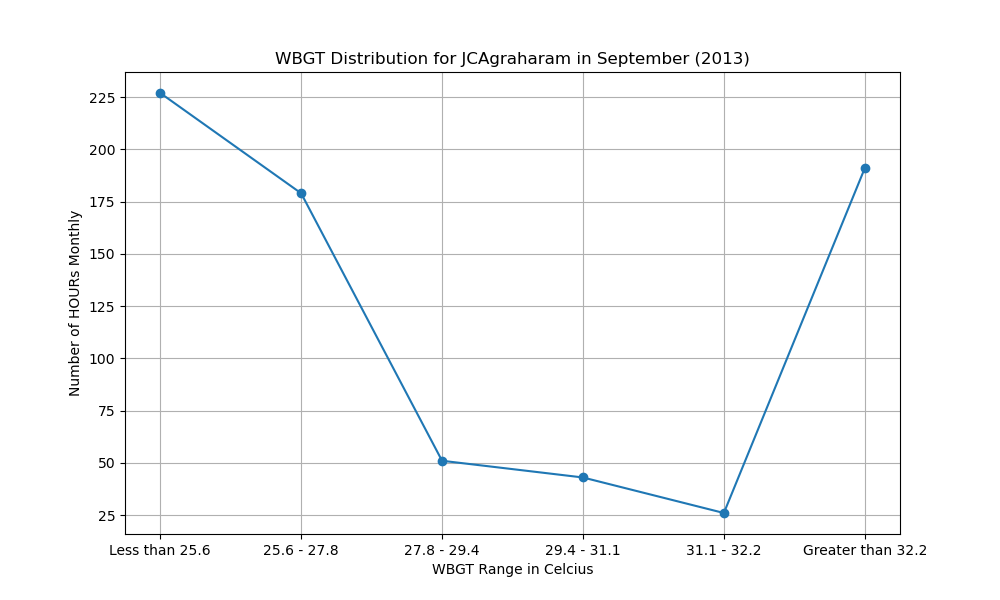 WBGT Distribution for JCAgraharam in September (2013)
Number of HOURs Monthly
225
200
175
150
125
100
75
50
25
Less than 25.6
25.6 - 27.8
27.8 - 29.4
29.4 - 31.1
31.1 - 32.2
Greater than 32.2
WBGT Range in Celcius